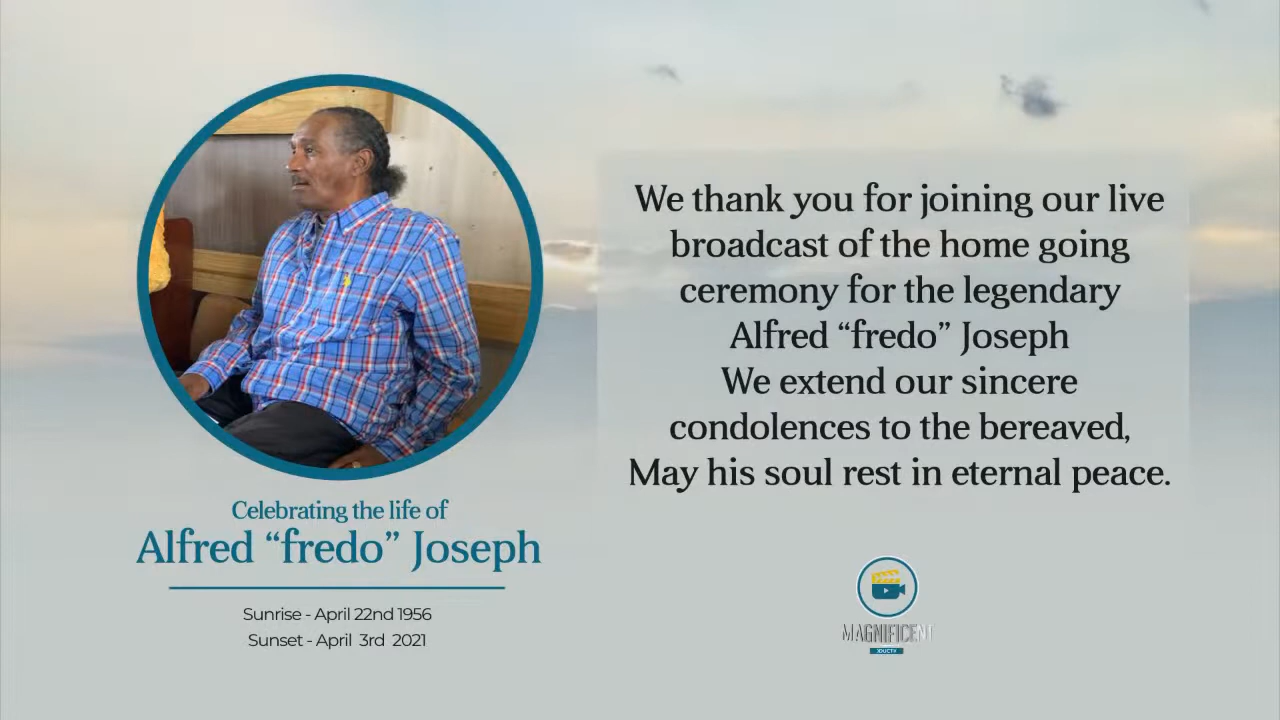 We thank you for joining our live
broadcast of the home going
ceremony for the legendary
Alfred “fredo” Joseph
We extend our sincere
condolences to the bereaved,
May his soul rest in eternal peace.
Celebrating the life of
Alfred “fredo” Joseph
Sunrise - April 22nd 1956
Sunset - April 3rd 2021
MAGNIFICENT